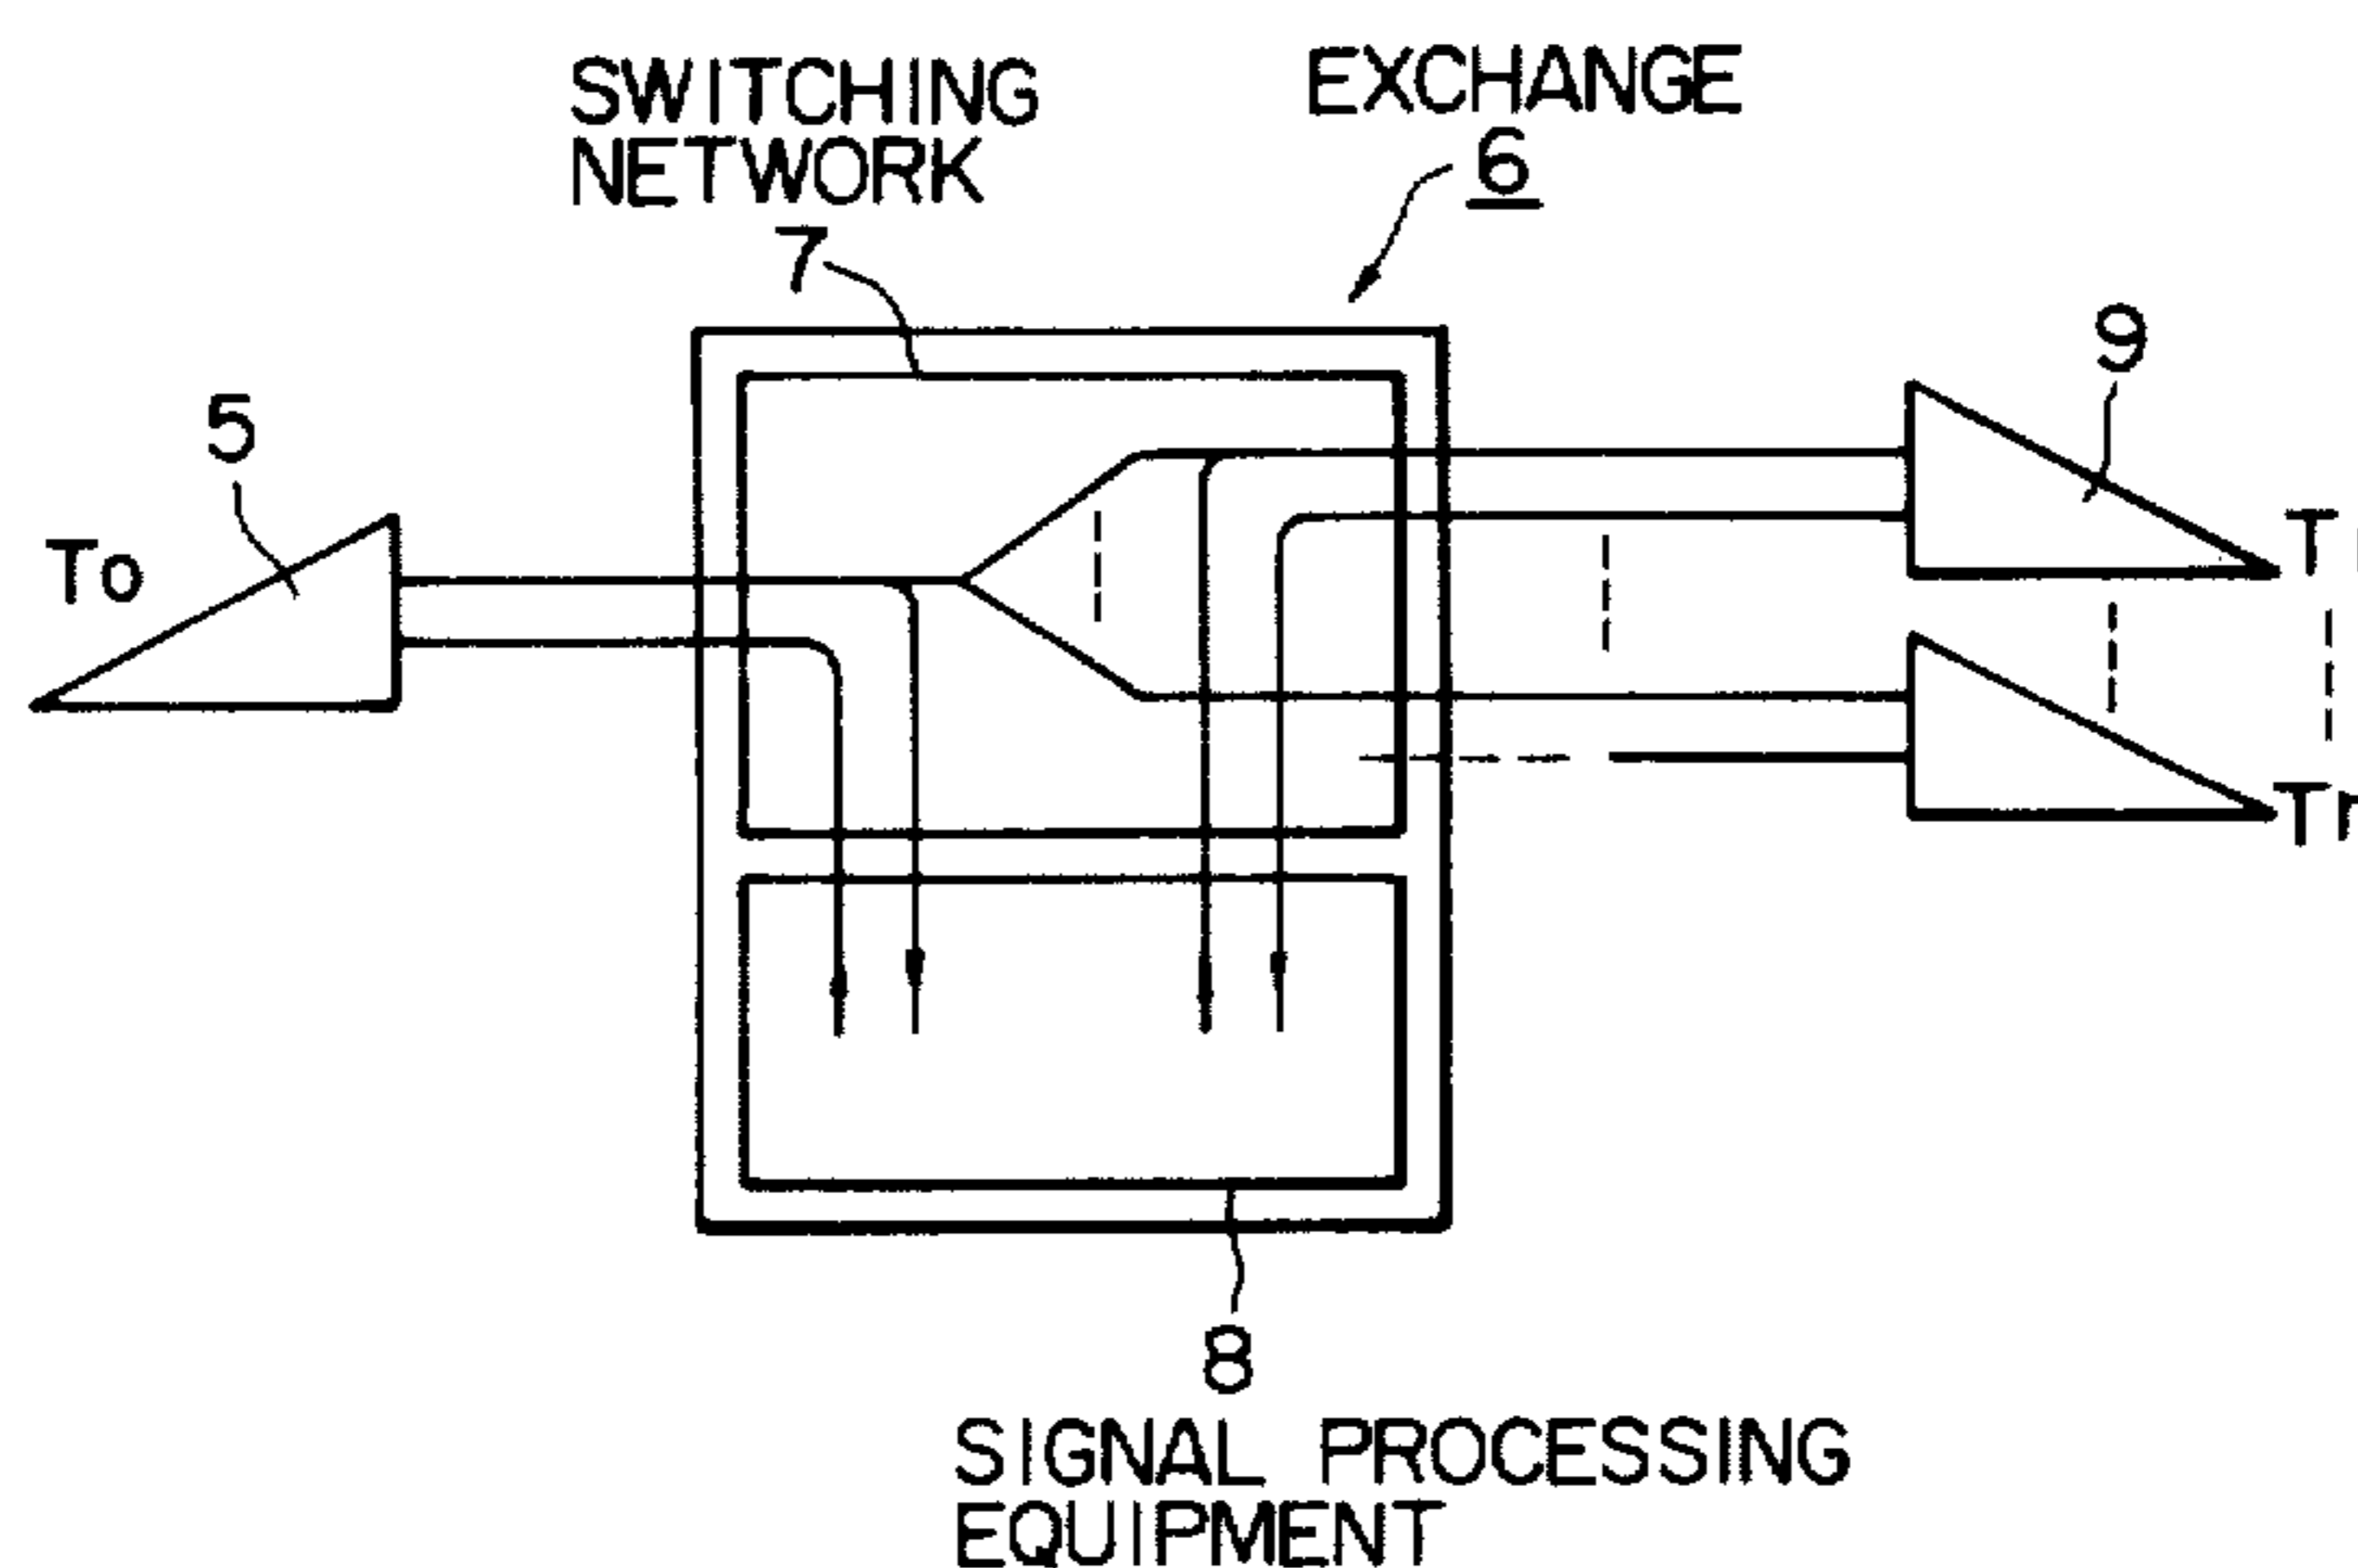 SWITCHING
NETWORK
7
EXCHANGE
6
9
5
To
8
SIGNAL PROCESSING
EQUIPMENT